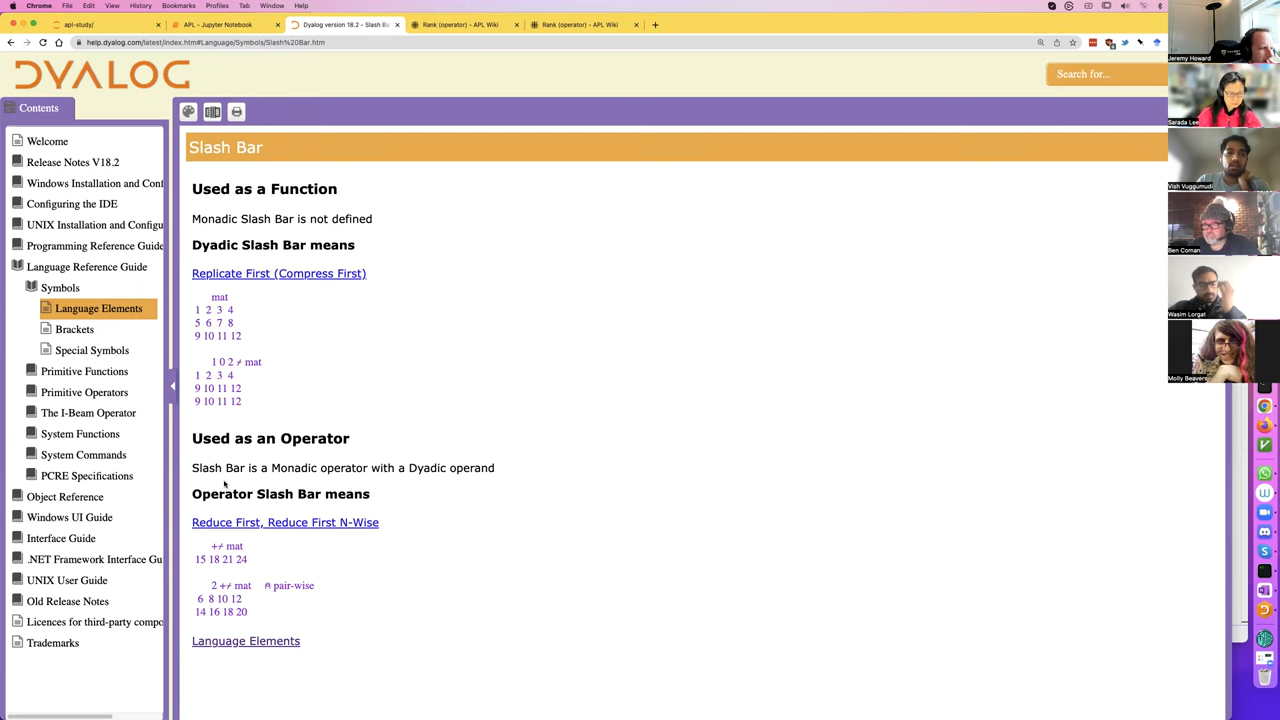 Chrome File Edit View History Bookmarks Profiles Tab Window Help
apl-study/ APL - Jupyter Notebook Dyalog version 18.2 - Slash Ba Rank (operator) - APL Wiki Rank (operator) - APL Wiki
help.dyalog.com/latest/index.htm#Language/Symbols/Slash%20Bar.htm
DYALOG
Search for...
Contents
Welcome
Release Notes V18.2
Windows Installation and Conf
Configuring the IDE
UNIX Installation and Configu
Programming Reference Guide
Language Reference Guide
Symbols
Language Elements
Brackets
Special Symbols
Primitive Functions
Primitive Operators
The I-Beam Operator
System Functions
System Commands
PCRE Specifications
Object Reference
Windows UI Guide
Interface Guide
.NET Framework Interface Gu
UNIX User Guide
Old Release Notes
Licences for third-party compo
Trademarks
Slash Bar
Used as a Function
Monadic Slash Bar is not defined
Dyadic Slash Bar means
Replicate First (Compress First)
mat
1 2 3 4
5 6 7 8
9 10 11 12
1 0 2 ⌿ mat
1 2 3 4
9 10 11 12
9 10 11 12
Used as an Operator
Slash Bar is a Monadic operator with a Dyadic operand
Operator Slash Bar means
Reduce First, Reduce First N-Wise
+⌿ mat
15 18 21 24
2 +⌿ mat ⍝ pair-wise
6 8 10 12
14 16 18 20
Language Elements
Jeremy Howard
Sarada Lee
Vish Vuggumudi
Ben Coman
Wasim Lorgat
Molly Beavers